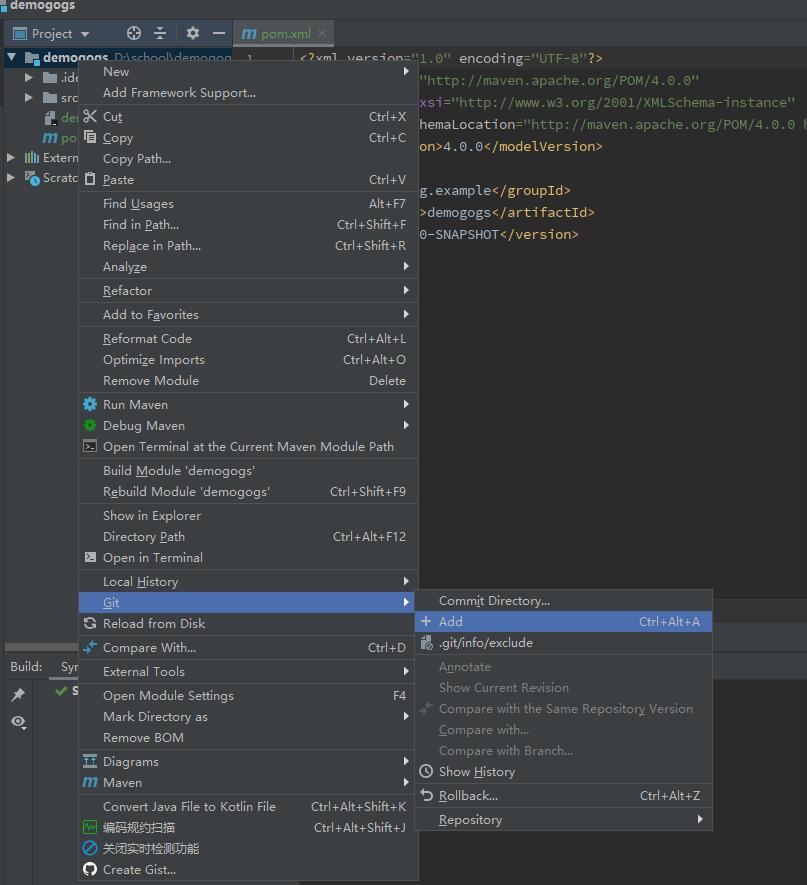 demogogs
Project
pom.xml
demogogs D:\school\demogog
1
<?xml version="1.0" encoding="UTF-8"?>
.ide
"http://maven.apache.org/POM/4.0.0"
src
xsi="http://www.w3.org/2001/XMLSchema-instance"
der
hemaLocation="http://maven.apache.org/POM/4.0.0 h
po
on>4.0.0</modelVersion>
Extern
Scratc
g.example</groupId>
>demogogs</artifactId>
0-SNAPSHOT</version>
New
Add Framework Support...
Cut Ctrl+X
Copy Ctrl+C
Copy Path...
Paste Ctrl+V
Find Usages Alt+F7
Find in Path... Ctrl+Shift+F
Replace in Path... Ctrl+Shift+R
Analyze
Refactor
Add to Favorites
Reformat Code Ctrl+Alt+L
Optimize Imports Ctrl+Alt+O
Remove Module Delete
Run Maven
Debug Maven
Open Terminal at the Current Maven Module Path
Build Module 'demogogs'
Rebuild Module 'demogogs' Ctrl+Shift+F9
Show in Explorer
Directory Path Ctrl+Alt+F12
Open in Terminal
Local History
Git
Reload from Disk
Compare With... Ctrl+D
External Tools
Open Module Settings F4
Mark Directory as
Remove BOM
Diagrams
Maven
Convert Java File to Kotlin File Ctrl+Alt+Shift+K
编码规约扫描 Ctrl+Alt+Shift+J
关闭实时检测功能
Create Gist...
Commit Directory...
Add Ctrl+Alt+A
.git/info/exclude
Annotate
Show Current Revision
Compare with the Same Repository Version
Compare with...
Compare with Branch...
Show History
Rollback... Ctrl+Alt+Z
Repository
Build: Syn
S